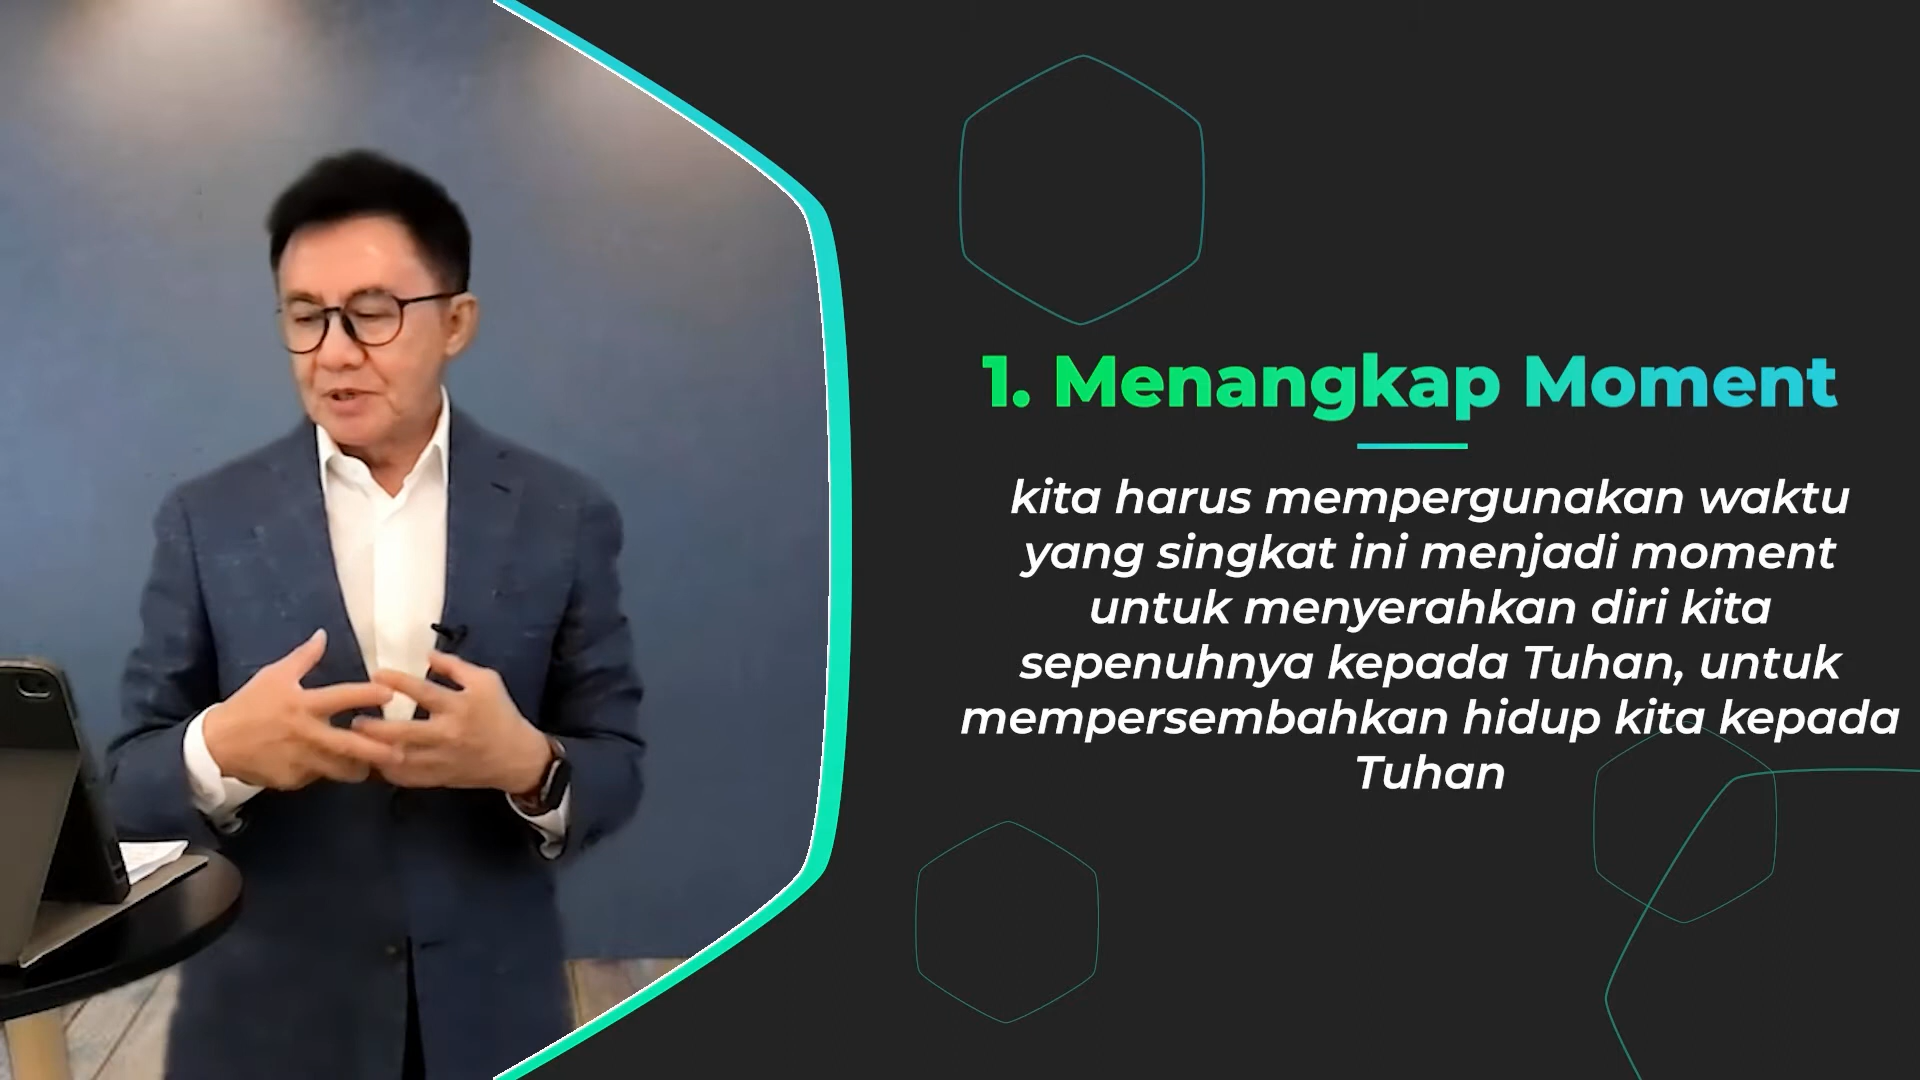 1. Menangkap Moment
kita harus mempergunakan waktu
yang singkat ini menjadi moment
untuk menyerahkan diri kita
sepenuhnya kepada Tuhan, untuk
mempersembahkan hidup kita kepada
Tuhan